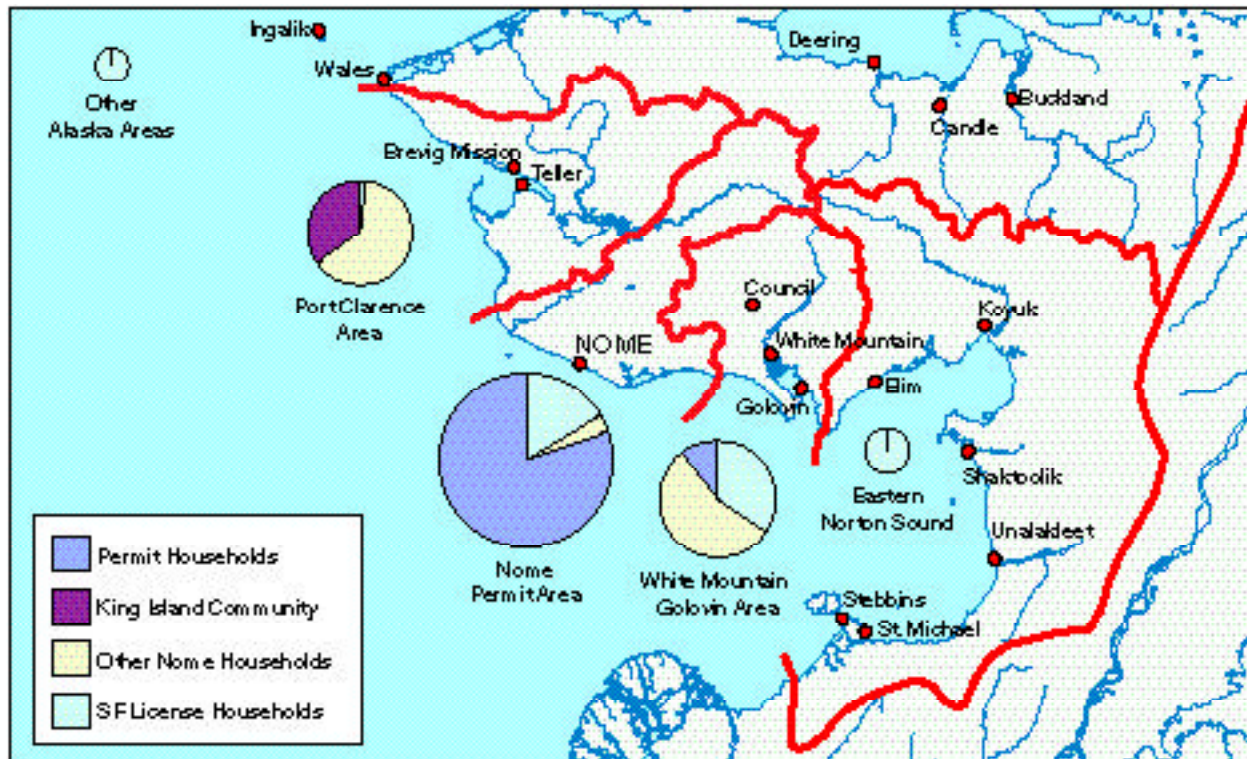 Ingalik
Wales
Other
Alaska Areas
Deering
Buckland
Candle
Brevig Mission
Teller
Port Clarence
Area
Council
Koyuk
NOME
White Mountain
Golovin
Elim
Shaktoolik
Eastern
Norton Sound
Unalakleet
Nome
Permit Area
White Mountain
Golovin Area
Stebbins
St. Michael
Permit Households
King Island Community
Other Nome Households
SF License Households